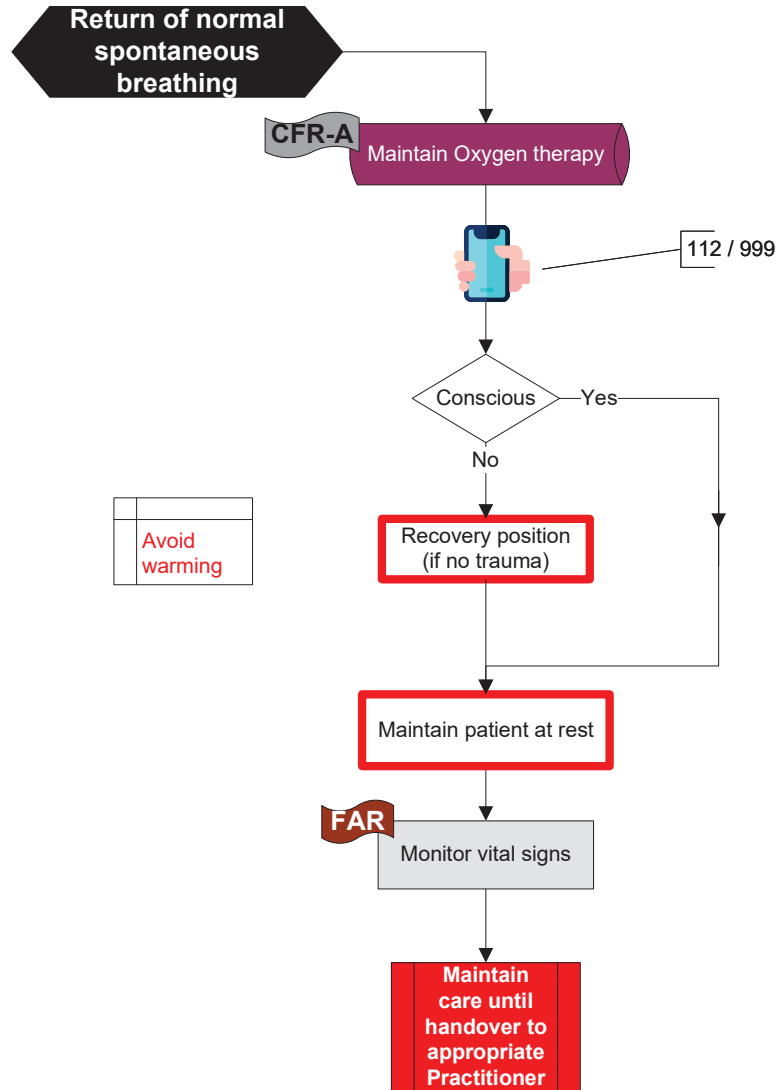 Return of normal
spontaneous
breathing
CFR-A
Maintain Oxygen therapy
112 / 999
Conscious
Yes
No
Recovery position
(if no trauma)
Avoid
warming
Maintain patient at rest
FAR
Monitor vital signs
Maintain
care until
handover to
appropriate
Practitioner